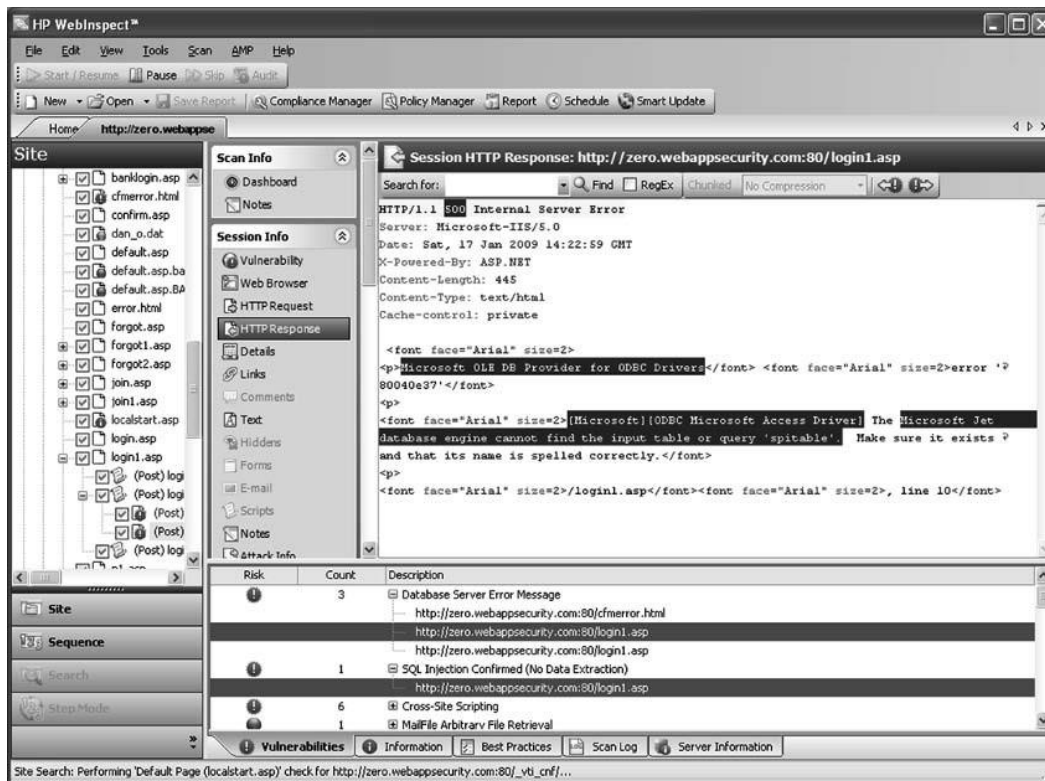 HP WebInspect™
File Edit View Tools Scan AMP Help
Start / Resume Pause Skip Audit
New Open Save Report Compliance Manager Policy Manager Report Schedule Smart Update
Home http://zero.webappse
Site
banklogin.asp
cfmerror.html
confirm.asp
dan_o.dat
default.asp
default.asp.ba
default.asp.BA
error.html
forgot.asp
forgot1.asp
forgot2.asp
join.asp
join1.asp
localstart.asp
login.asp
login1.asp
(Post) logi
(Post) logi
(Post)
(Post)
(Post) logi
Site
Sequence
Search
Step Mode
Scan Info
Dashboard
Notes
Session Info
Vulnerability
Web Browser
HTTP Request
HTTP Response
Details
Links
Comments
Text
Hiddens
Forms
E-mail
Scripts
Notes
Attack Info
Session HTTP Response: http://zero.webappsecurity.com:80/login1.asp
Search for: Find RegEx Chunked No Compression
HTTP/1.1 500 Internal Server Error
Server: Microsoft-IIS/5.0
Date: Sat, 17 Jan 2009 14:22:59 GMT
X-Powered-By: ASP.NET
Content-Length: 445
Content-Type: text/html
Cache-control: private
<font face="Arial" size=2>
<p>Microsoft OLE DB Provider for ODBC Drivers</font> <font face="Arial" size=2>error '
80040e37'</font>
<p>
<font face="Arial" size=2>[Microsoft][ODBC Microsoft Access Driver] The Microsoft Jet
database engine cannot find the input table or query 'spitable'. Make sure it exists
and that its name is spelled correctly.</font>
<p>
<font face="Arial" size=2>/login1.asp</font><font face="Arial" size=2>, line 10</font>
Risk Count Description
3 Database Server Error Message
http://zero.webappsecurity.com:80/cfmerror.html
http://zero.webappsecurity.com:80/login1.asp
http://zero.webappsecurity.com:80/login1.asp
1 SQL Injection Confirmed (No Data Extraction)
http://zero.webappsecurity.com:80/login1.asp
6 Cross-Site Scripting
1 MailFile Arbitrary File Retrieval
Vulnerabilities Information Best Practices Scan Log Server Information
Site Search: Performing 'Default Page (localstart.asp)' check for http://zero.webappsecurity.com:80/_vti_cnf/...